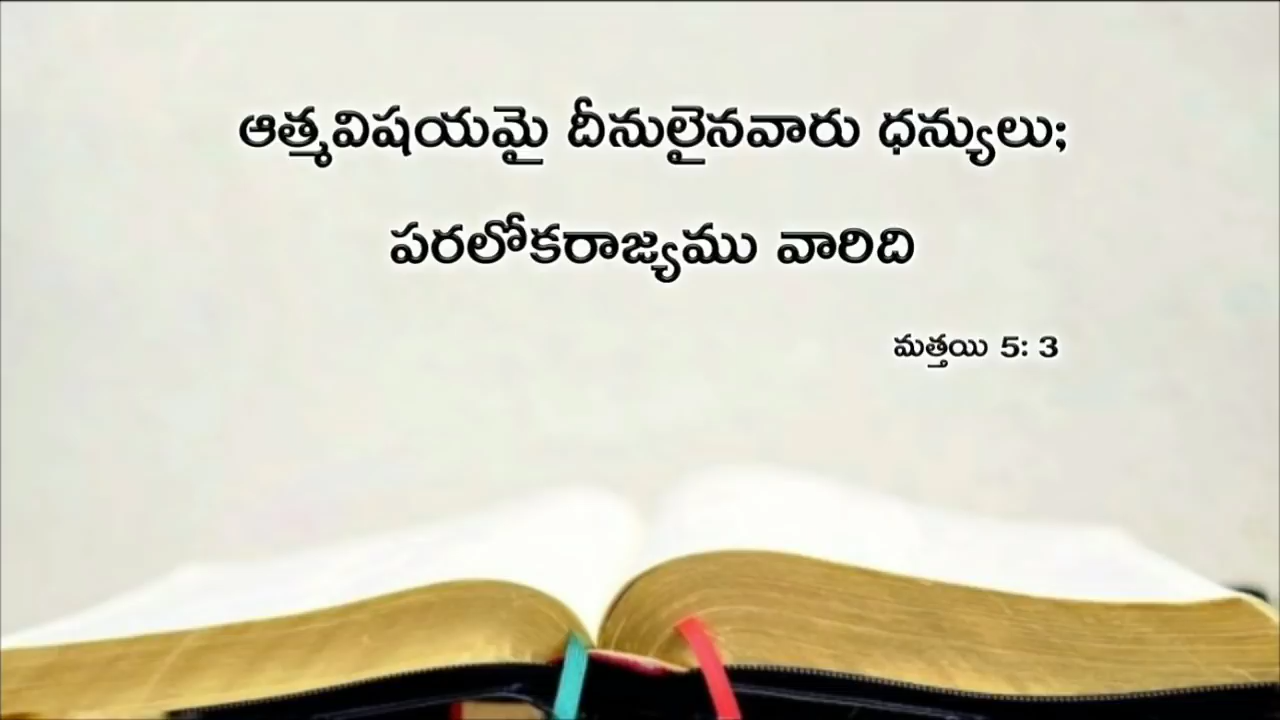 ఆత్మవిషయమై దీనులైనవారు ధన్యులు;
పరలోకరాజ్యము వారిది
మత్తయి 5: 3